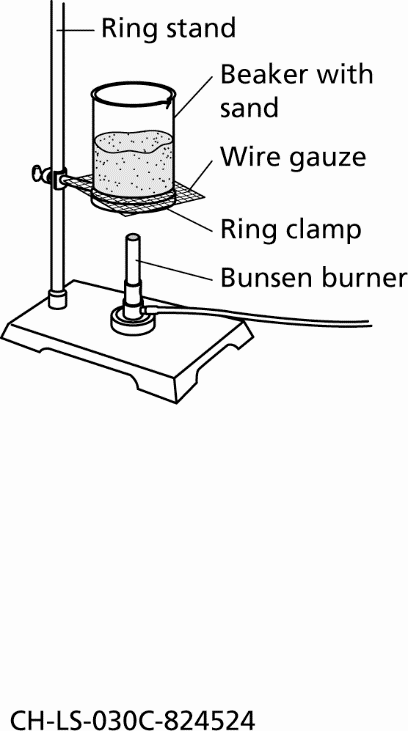 Ring stand
Beaker with
sand
Wire gauze
Ring clamp
Bunsen burner
CH-LS-030C-824524